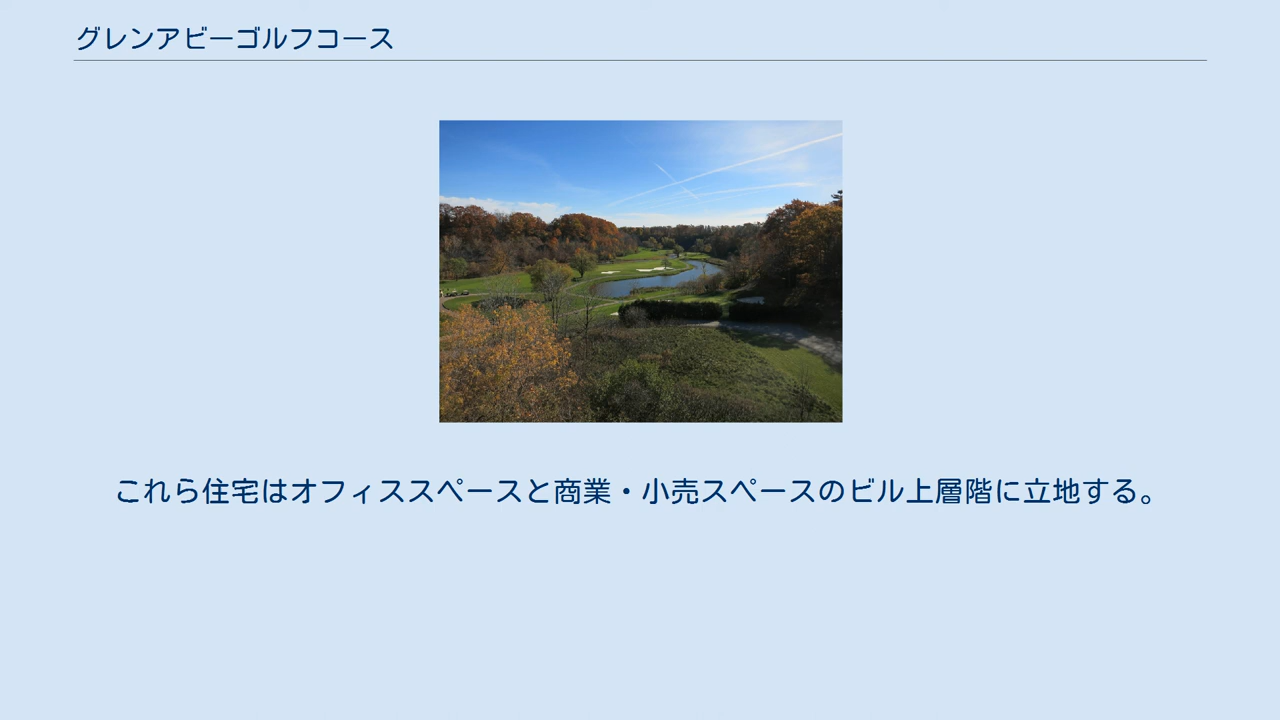 グレンアビーゴルフコース
これら住宅はオフィススペースと商業・小売スペースのビル上層階に立地する。